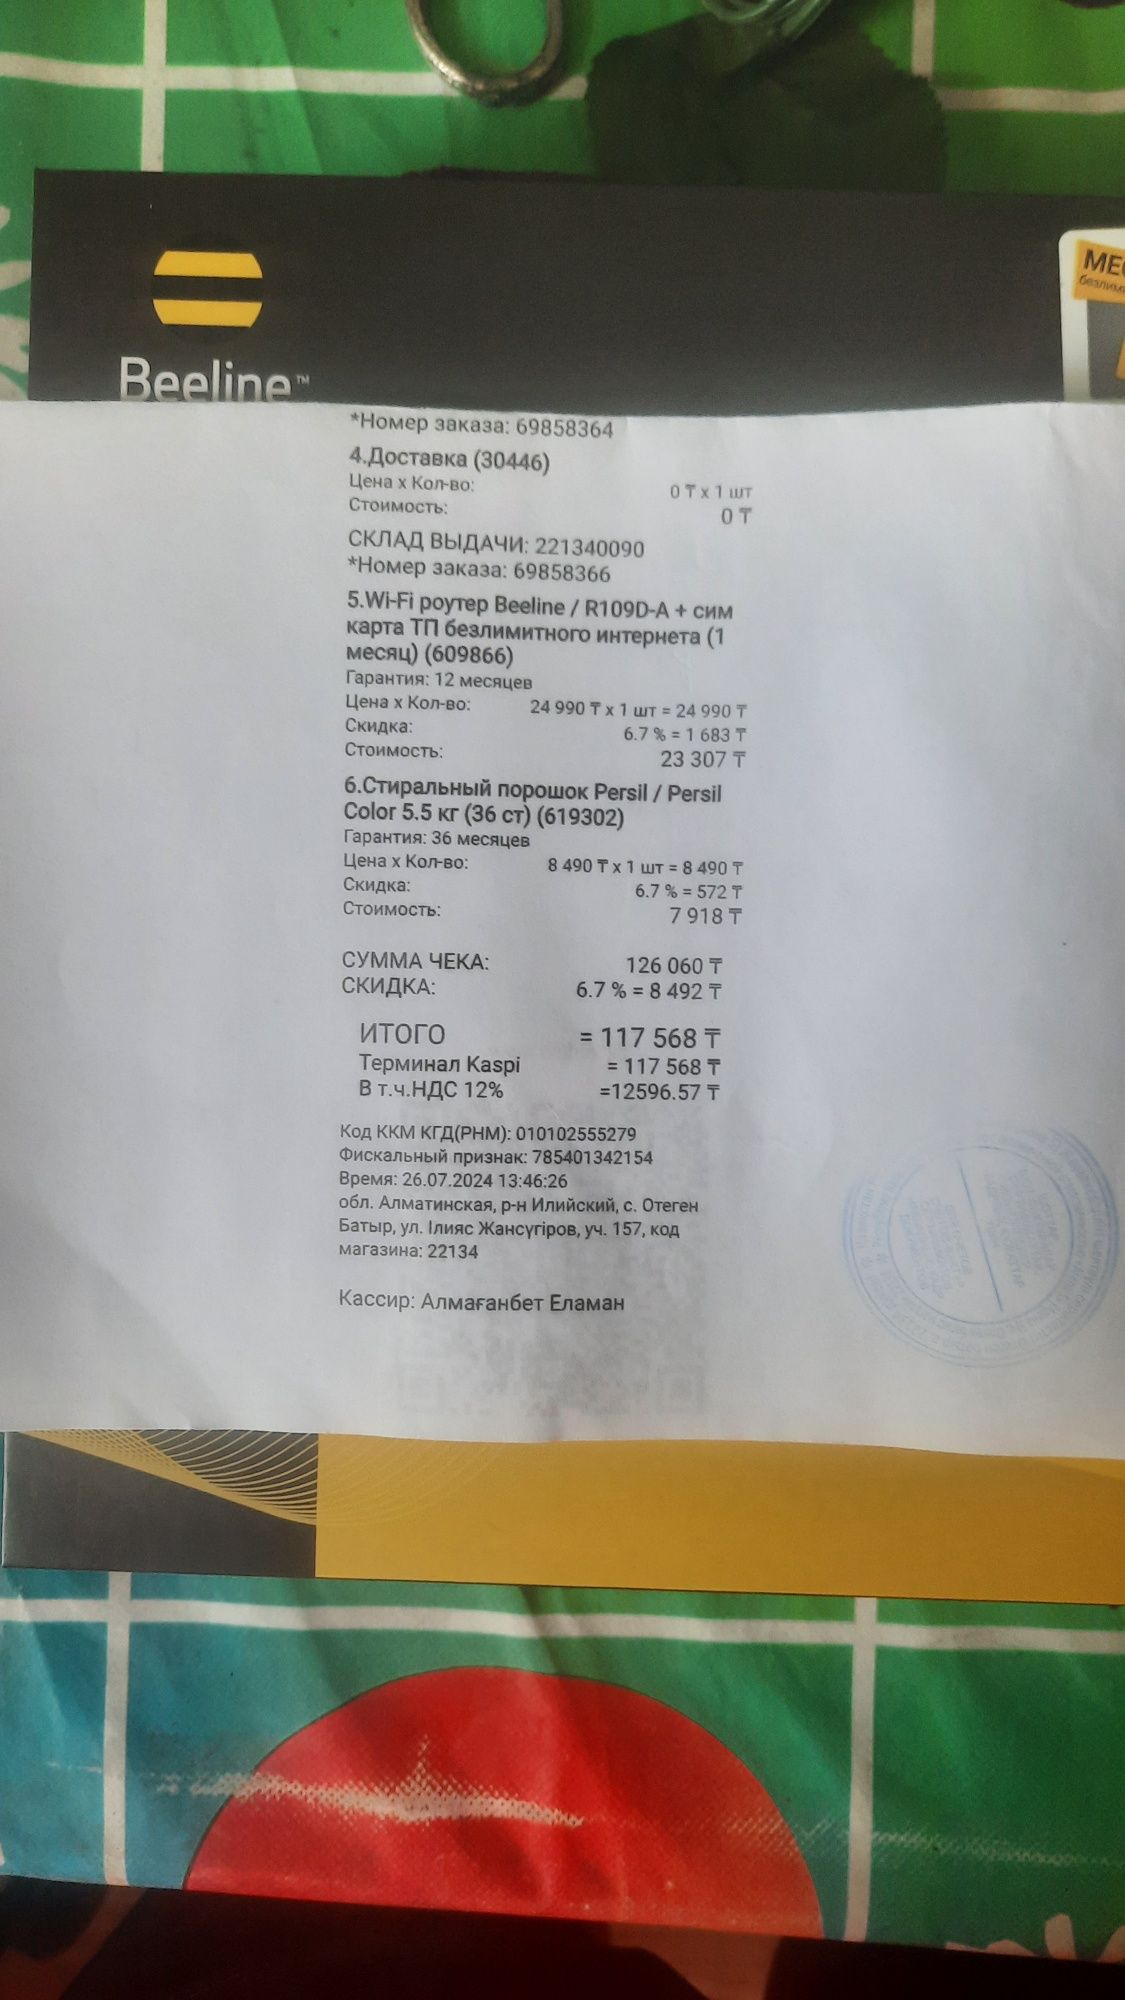 МЕ
безлим
Beeline™
*Номер заказа: 69858364
4.Доставка (30446)
Цена х Кол-во: 0 ₸ x 1 шт
Стоимость: 0 ₸
СКЛАД ВЫДАЧИ: 221340090
*Номер заказа: 69858366
5.Wi-Fi роутер Beeline / R109D-A + сим
карта ТП безлимитного интернета (1
месяц) (609866)
Гарантия: 12 месяцев
Цена х Кол-во: 24 990 ₸ x 1 шт = 24 990 ₸
Скидка: 6.7 % = 1 683 ₸
Стоимость: 23 307 ₸
6.Стиральный порошок Persil / Persil
Color 5.5 кг (36 ст) (619302)
Гарантия: 36 месяцев
Цена х Кол-во: 8 490 ₸ x 1 шт = 8 490 ₸
Скидка: 6.7 % = 572 ₸
Стоимость: 7 918 ₸
СУММА ЧЕКА: 126 060 ₸
СКИДКА: 6.7 % = 8 492 ₸
ИТОГО = 117 568 ₸
Терминал Kaspi = 117 568 ₸
В т.ч.НДС 12% =12596.57 ₸
Код ККМ КГД(РНМ): 010102555279
Фискальный признак: 785401342154
Время: 26.07.2024 13:46:26
обл. Алматинская, р-н Илийский, с. Отеген
Батыр, ул. Ілияс Жансүгіров, уч. 157, код
магазина: 22134
Кассир: Алмағанбет Еламан